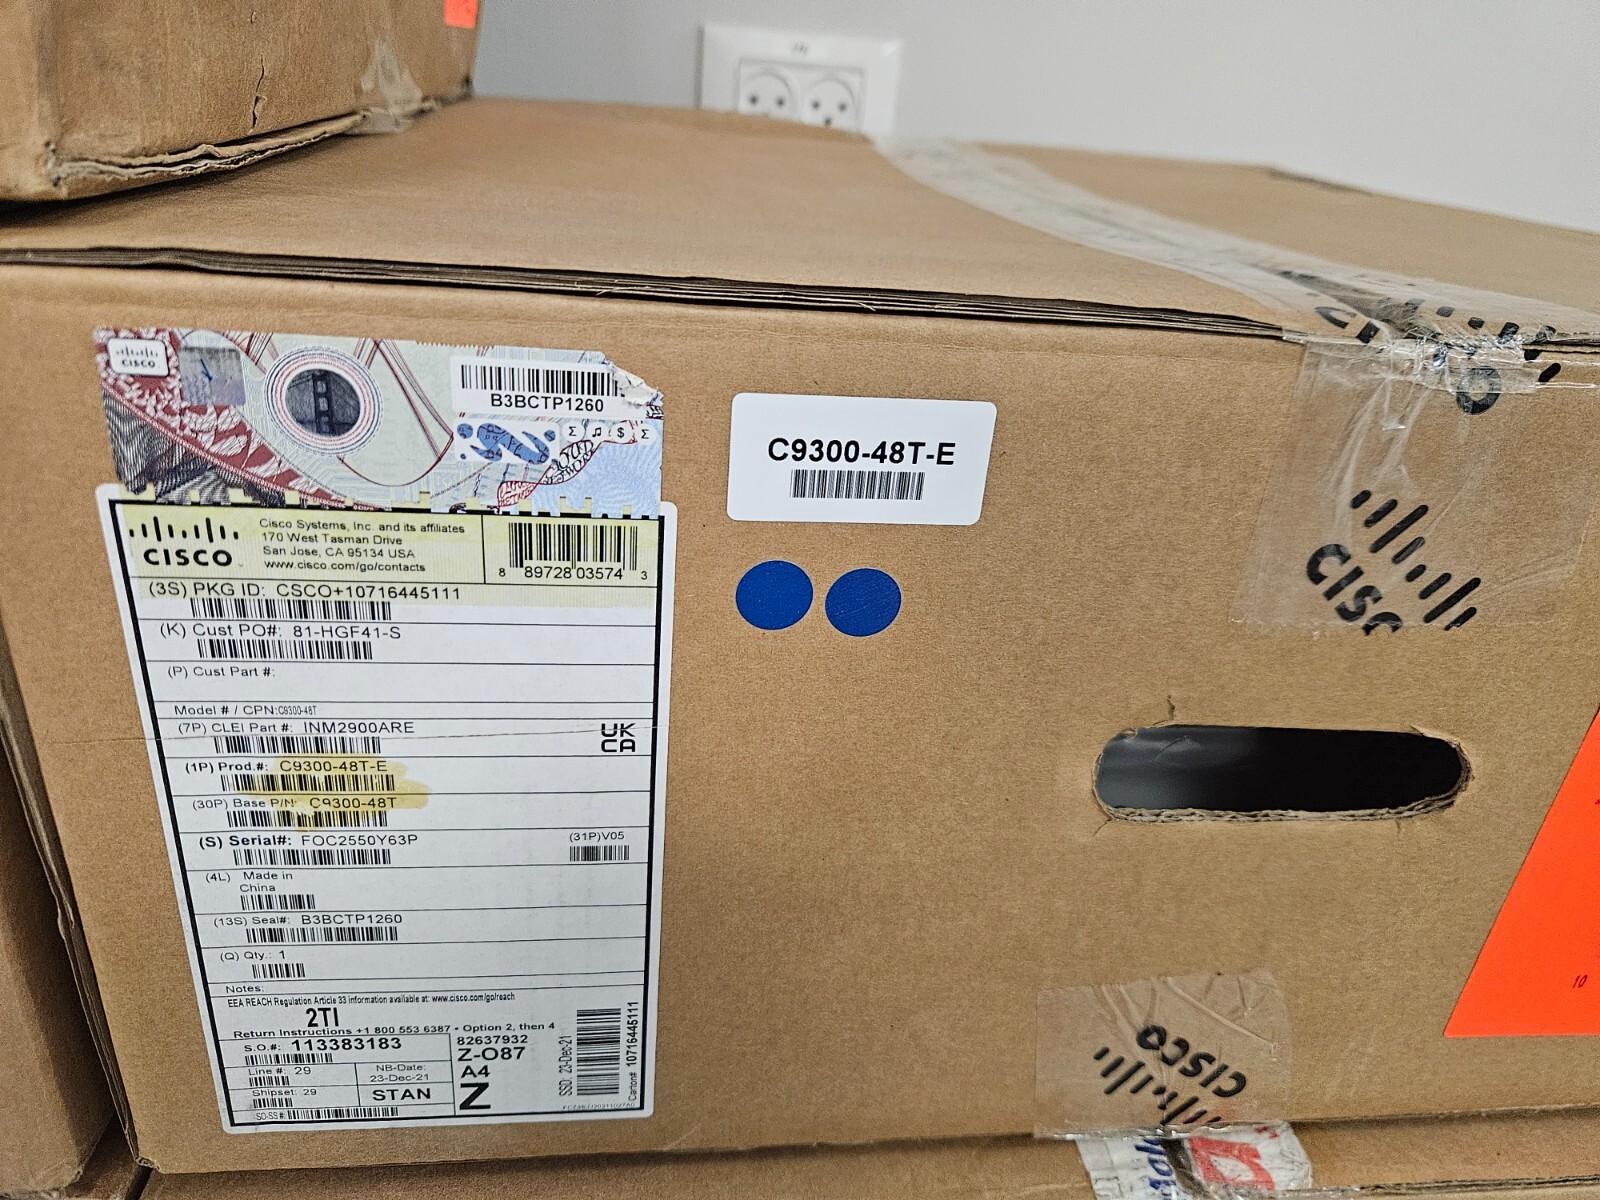 CISCO
B3BCTP1260
Σ ♫ $ Σ
C9300-48T-E
CISCO
Cisco Systems, Inc. and its affiliates
170 West Tasman Drive
San Jose, CA 95134 USA
www.cisco.com/go/contacts
8 89728 03574 3
(3S) PKG ID: CSCO+10716445111
(K) Cust PO#: 81-HGF41-S
(P) Cust Part #:
Model # / CPN:C9300-48T
(7P) CLEI Part #: INM2900ARE
UK
CA
(1P) Prod.#: C9300-48T-E
(30P) Base P/N: C9300-48T
(S) Serial#: FOC2550Y63P
(31P)V05
(4L) Made in
China
(13S) Seal#: B3BCTP1260
(Q) Qty.: 1
Notes:
EEA REACH Regulation Article 33 information available at: www.cisco.com/go/reach
2TI
Return Instructions +1 800 553 6387 • Option 2, then 4
S.O.#: 113383183
82637932
Z-O87
A4
Z
Line #: 29
NB-Date:
23-Dec-21
Shipset: 29
STAN
SO-SS#:
SSD: 23-Dec-21
Carton# 10716445111
CISCO
CISCO
10